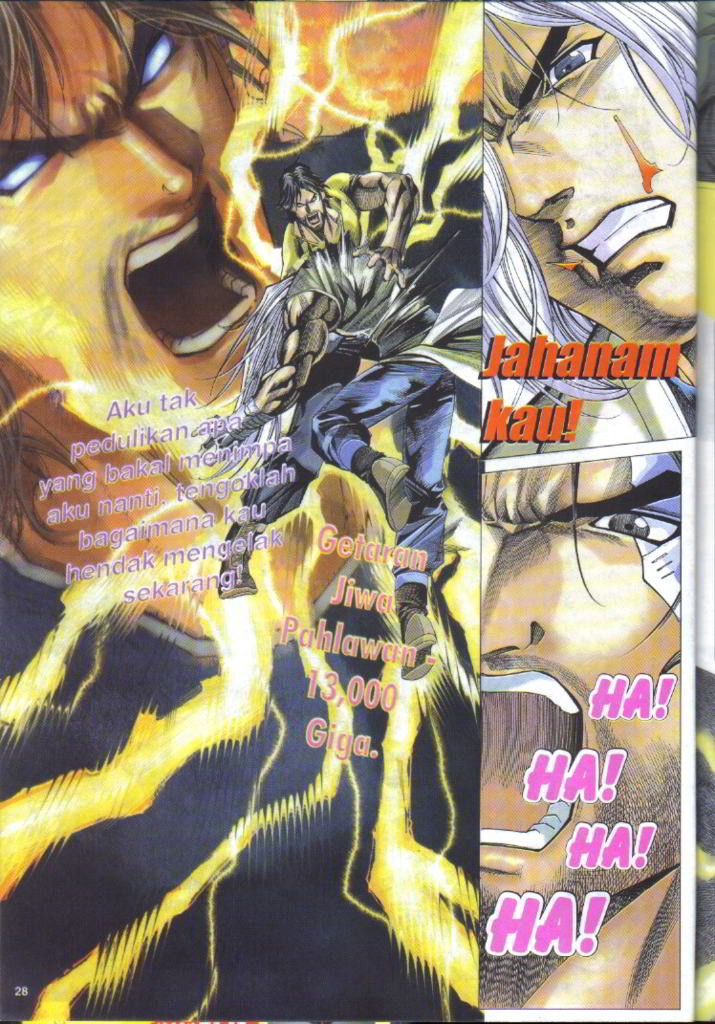 Aku tak
pedulikan apa
yang bakal menimpa
aku nanti, tengoklah
bagaimana kau
hendak mengelak
sekarang!
Getaran
Jiwa
Pahlawan -
13,000
Giga.
Jahanam
kau!
HA!
HA!
HA!
HA!
28